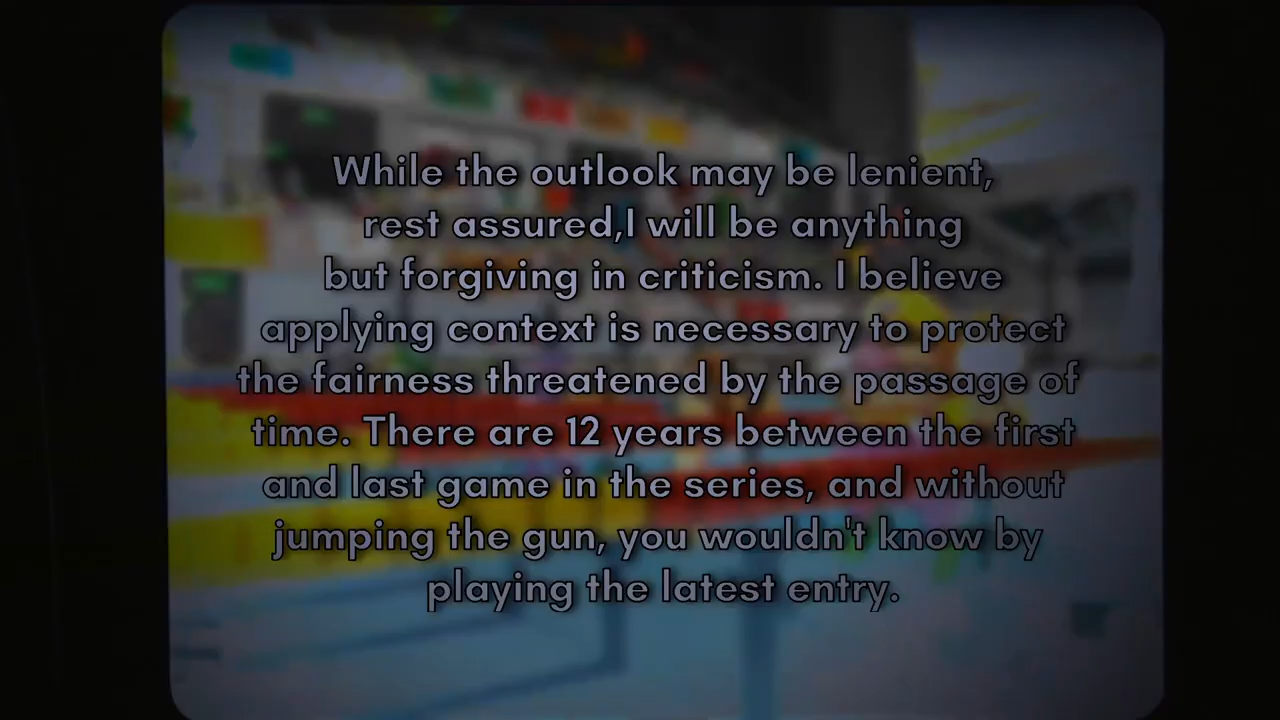 While the outlook may be lenient,
rest assured,I will be anything
but forgiving in criticism. I believe
applying context is necessary to protect
the fairness threatened by the passage of
time. There are 12 years between the first
and last game in the series, and without
jumping the gun, you wouldn't know by
playing the latest entry.